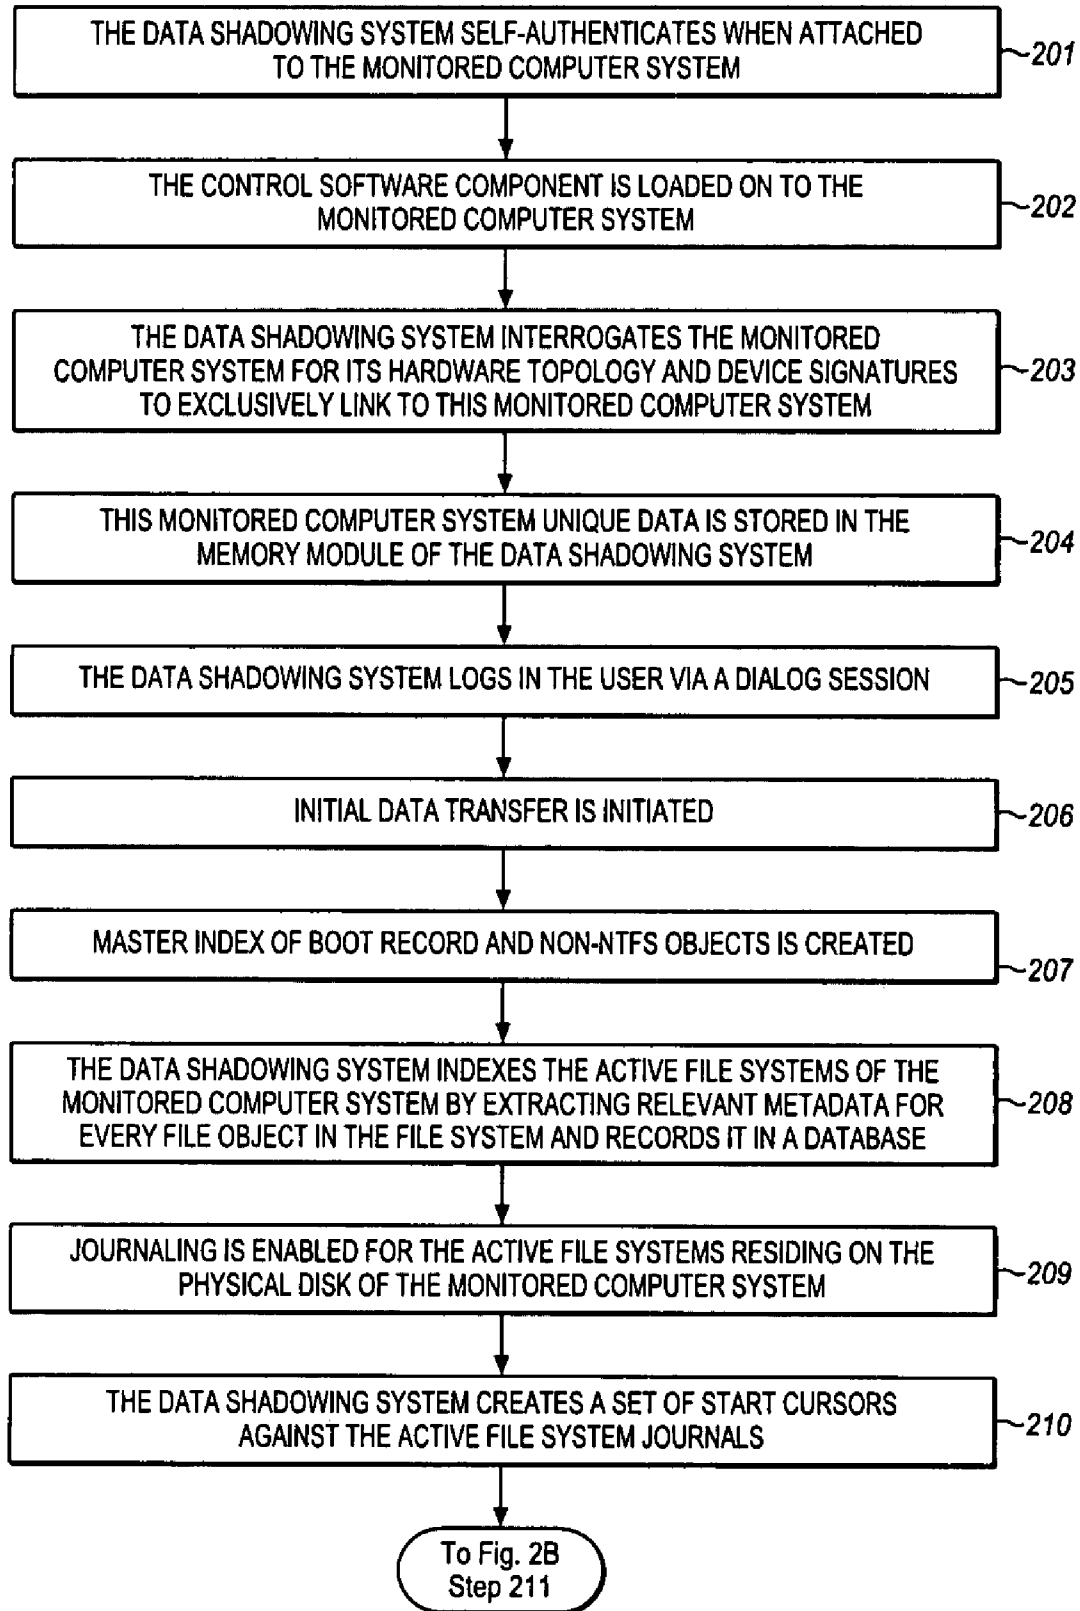 THE DATA SHADOWING SYSTEM SELF-AUTHENTICATES WHEN ATTACHED
TO THE MONITORED COMPUTER SYSTEM
201
THE CONTROL SOFTWARE COMPONENT IS LOADED ON TO THE
MONITORED COMPUTER SYSTEM
202
THE DATA SHADOWING SYSTEM INTERROGATES THE MONITORED
COMPUTER SYSTEM FOR ITS HARDWARE TOPOLOGY AND DEVICE SIGNATURES
TO EXCLUSIVELY LINK TO THIS MONITORED COMPUTER SYSTEM
203
THIS MONITORED COMPUTER SYSTEM UNIQUE DATA IS STORED IN THE
MEMORY MODULE OF THE DATA SHADOWING SYSTEM
204
THE DATA SHADOWING SYSTEM LOGS IN THE USER VIA A DIALOG SESSION
205
INITIAL DATA TRANSFER IS INITIATED
206
MASTER INDEX OF BOOT RECORD AND NON-NTFS OBJECTS IS CREATED
207
THE DATA SHADOWING SYSTEM INDEXES THE ACTIVE FILE SYSTEMS OF THE
MONITORED COMPUTER SYSTEM BY EXTRACTING RELEVANT METADATA FOR
EVERY FILE OBJECT IN THE FILE SYSTEM AND RECORDS IT IN A DATABASE
208
JOURNALING IS ENABLED FOR THE ACTIVE FILE SYSTEMS RESIDING ON THE
PHYSICAL DISK OF THE MONITORED COMPUTER SYSTEM
209
THE DATA SHADOWING SYSTEM CREATES A SET OF START CURSORS
AGAINST THE ACTIVE FILE SYSTEM JOURNALS
210
To Fig. 2B
Step 211